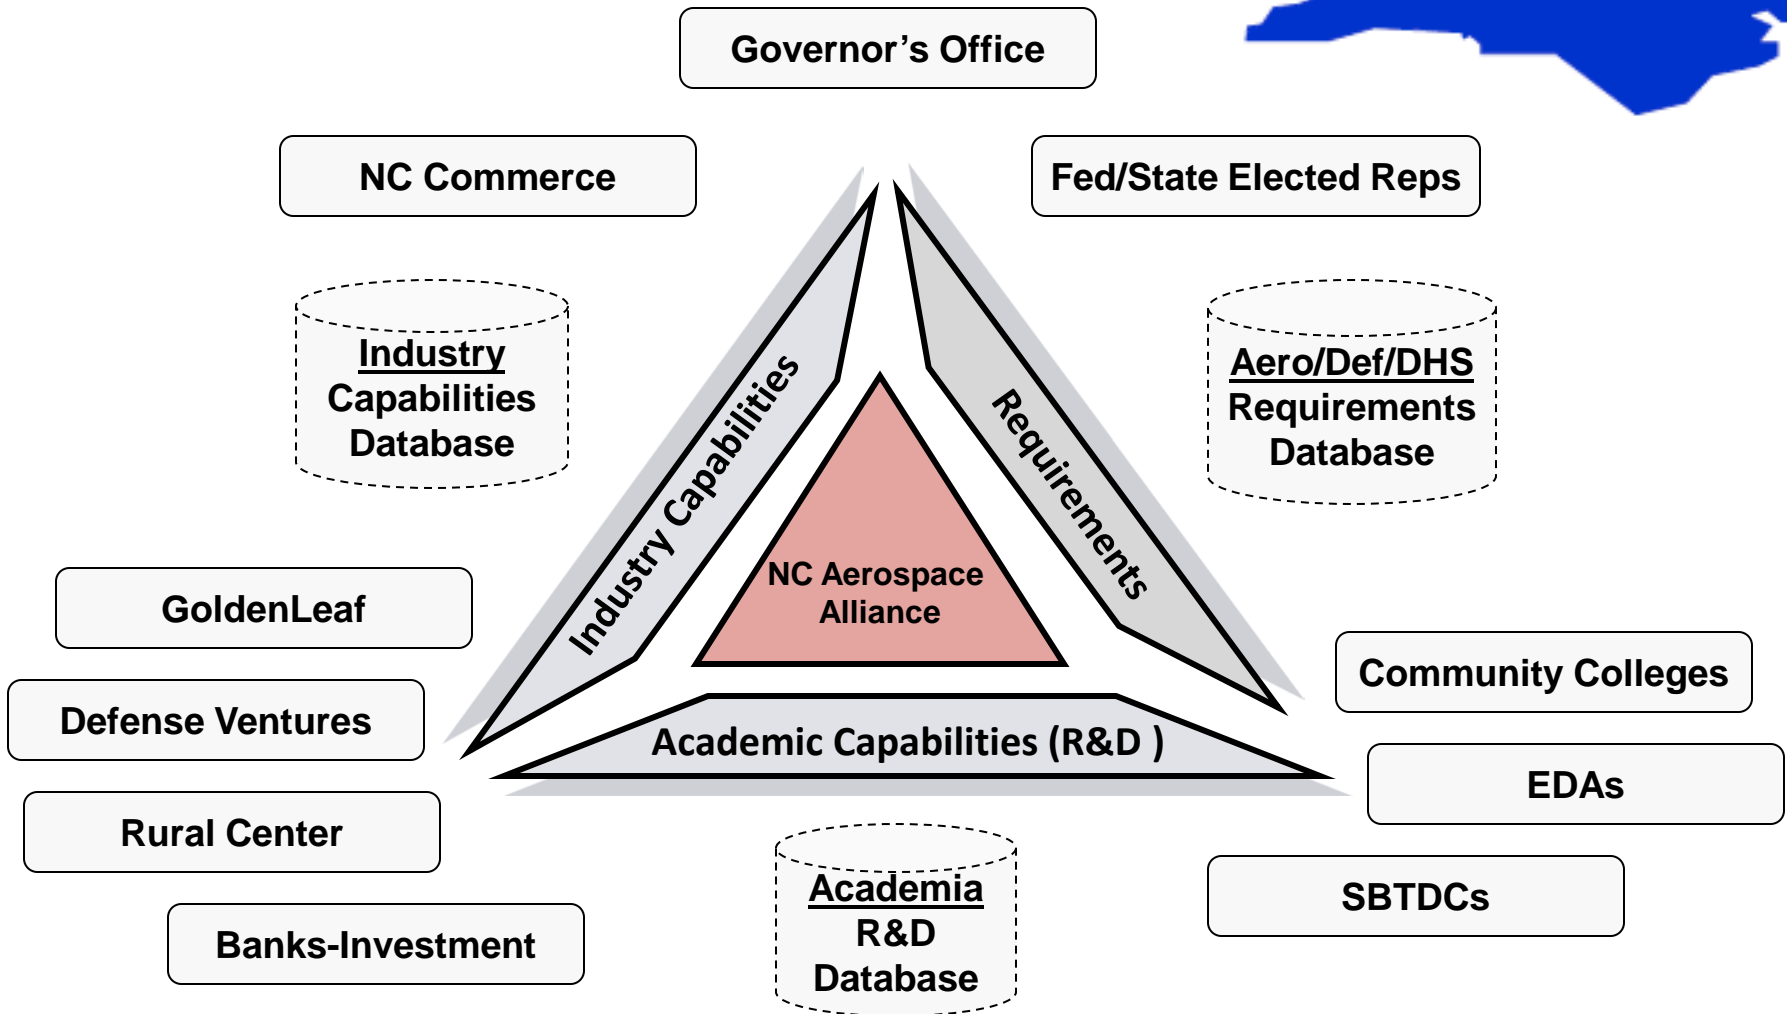 Governor’s Office
NC Commerce
Fed/State Elected Reps
Industry
Capabilities
Database
Aero/Def/DHS
Requirements
Database
Industry Capabilities
Requirements
NC Aerospace
Alliance
GoldenLeaf
Defense Ventures
Rural Center
Banks-Investment
Academic Capabilities (R&D )
Community Colleges
EDAs
SBTDCs
Academia
R&D
Database